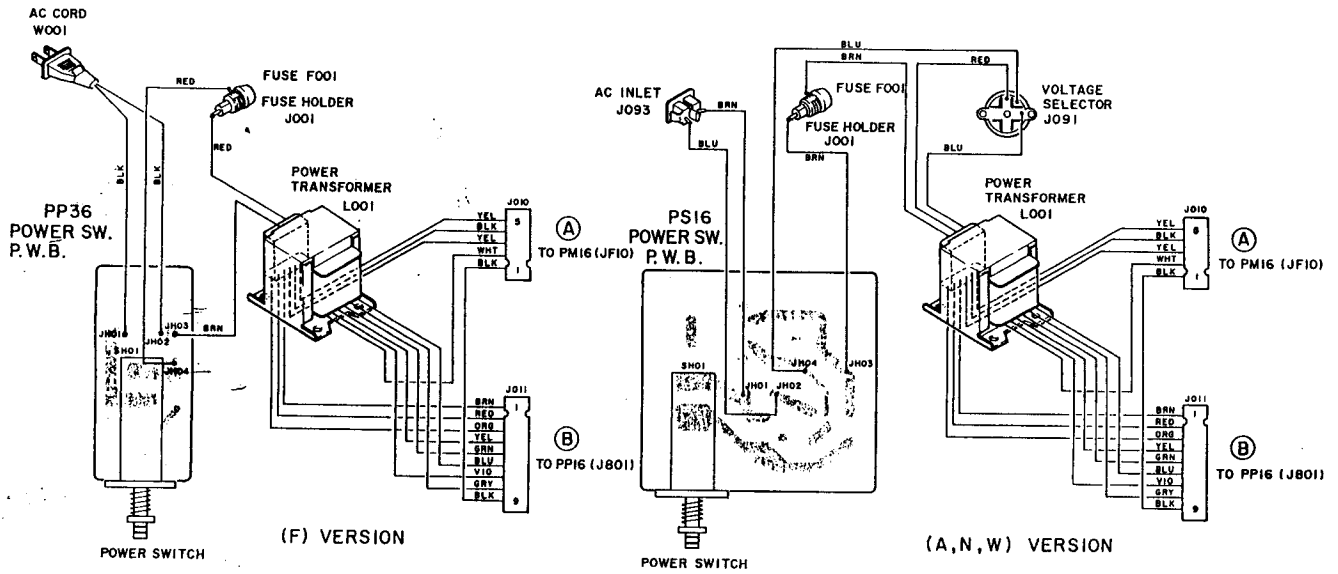 AC CORD
W001
RED
FUSE F001
FUSE HOLDER
J001
RED
BLK
BLK
PP36
POWER SW.
P.W.B.
POWER
TRANSFORMER
L001
JH01
JH02
JH03
BRN
SH01
JH04
YEL
BLK
YEL
WHT
BLK
J010
5
1
A
TO PM16 (JF10)
BRN
RED
ORG
YEL
GRN
BLU
VIO
GRY
BLK
J011
1
9
B
TO PP16 (J801)
POWER SWITCH
(F) VERSION
BLU
BRN
RED
AC INLET
J093
BRN
BLU
FUSE F001
FUSE HOLDER
J001
BRN
VOLTAGE
SELECTOR
J091
BLU
PS16
POWER SW.
P.W.B.
POWER
TRANSFORMER
L001
SH01
JH01
JH02
JH04
JH03
YEL
BLK
YEL
WHT
BLK
J010
1
A
TO PM16 (JF10)
BRN
RED
ORG
YEL
GRN
BLU
VIO
GRY
BLK
J011
1
9
B
TO PP16 (J801)
POWER SWITCH
(A,N,W) VERSION